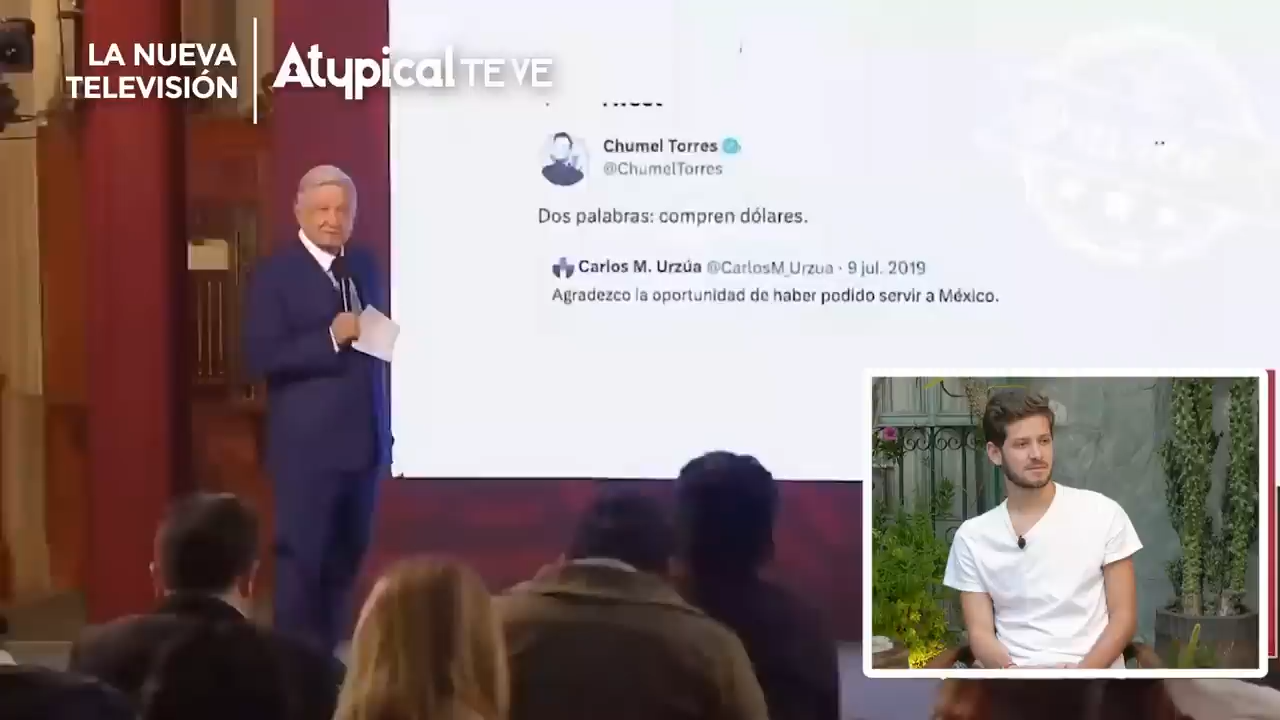 LA NUEVA
TELEVISIÓN
Atypical TE VE
Chumel Torres
@ChumelTorres
Dos palabras: compren dólares.
Carlos M. Urzúa @CarlosM_Urzua · 9 jul. 2019
Agradezco la oportunidad de haber podido servir a México.